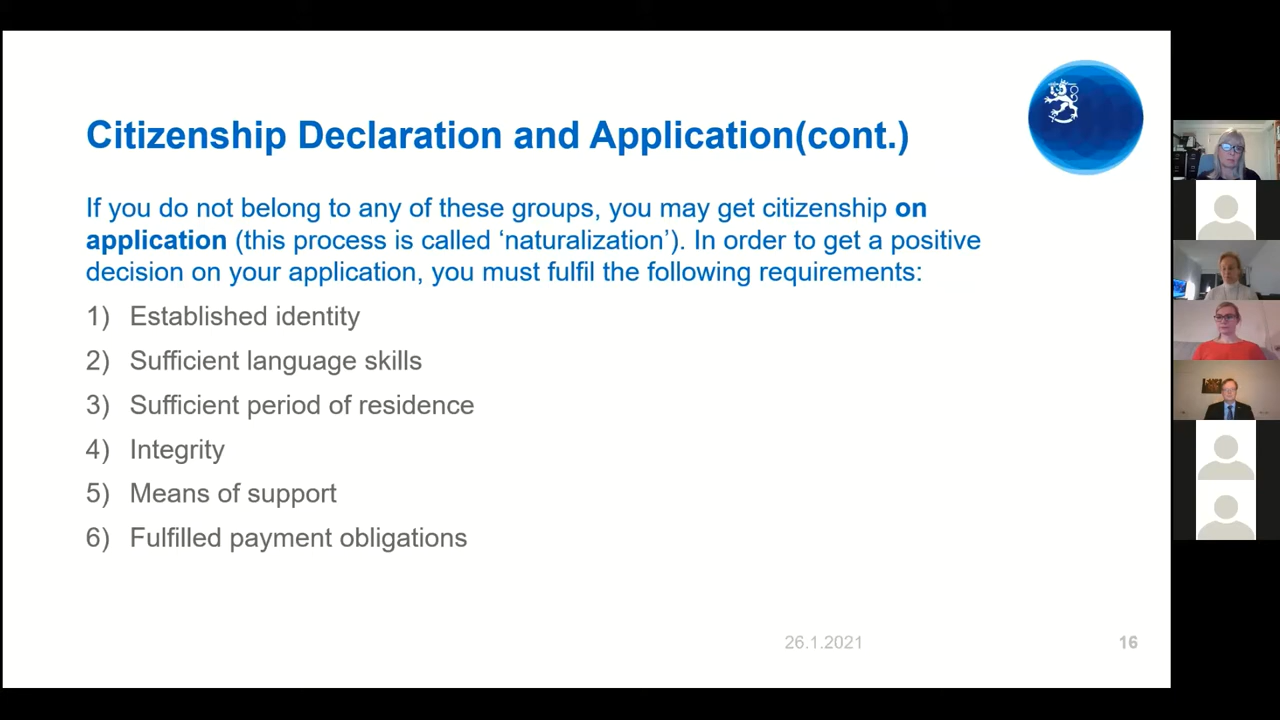 Citizenship Declaration and Application(cont.)
If you do not belong to any of these groups, you may get citizenship on
application (this process is called ‘naturalization’). In order to get a positive
decision on your application, you must fulfil the following requirements:
1) Established identity
2) Sufficient language skills
3) Sufficient period of residence
4) Integrity
5) Means of support
6) Fulfilled payment obligations
26.1.2021
16